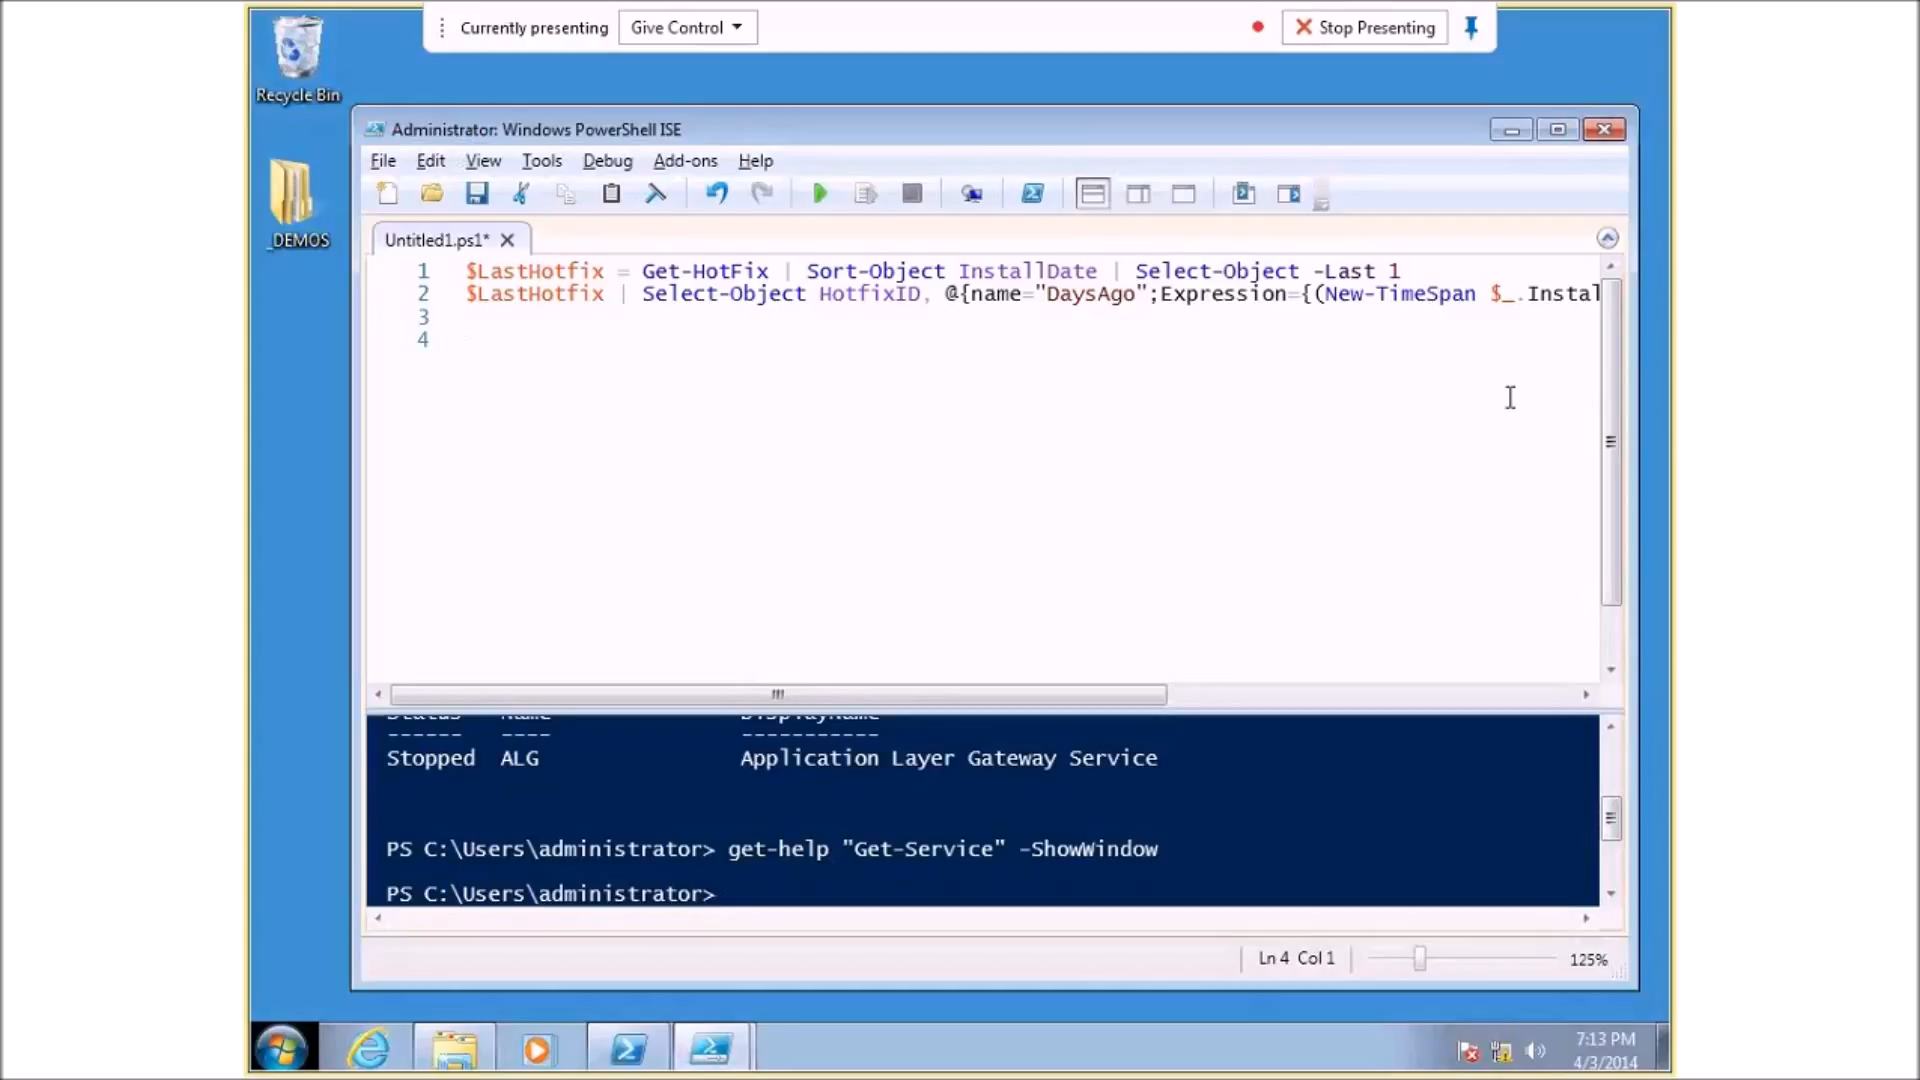 Currently presenting
Give Control
Stop Presenting
Recycle Bin
_DEMOS
Administrator: Windows PowerShell ISE
File Edit View Tools Debug Add-ons Help
Untitled1.ps1*
1 $LastHotfix = Get-HotFix | Sort-Object InstallDate | Select-Object -Last 1
2 $LastHotfix | Select-Object HotfixID, @{name="DaysAgo";Expression={(New-TimeSpan $_.Instal
3
4
Status Name DisplayName
------ ---- -----------
Stopped ALG Application Layer Gateway Service
PS C:\Users\administrator> get-help "Get-Service" -ShowWindow
PS C:\Users\administrator>
Ln 4 Col 1
125%
7:13 PM
4/3/2014